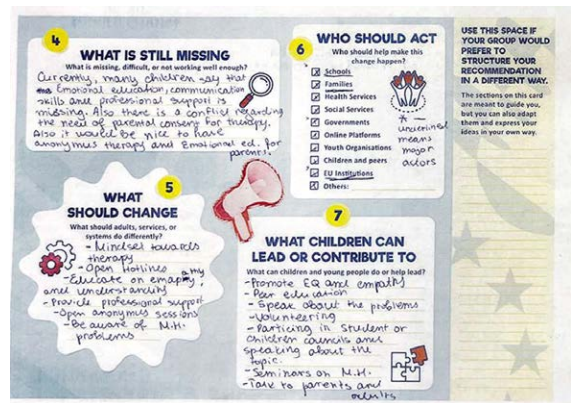 4
WHAT IS STILL MISSING
What is missing, difficult, or not working well enough?
Currently, many children say that
Emotional education, communication
skills and professional support is
missing. Also there is a conflict regarding
the need of parental consent for therapy.
Also it would be nice to have
anonymus therapy and Emotional ed. for
parents.
5
WHAT
SHOULD CHANGE
What should adults, services, or
systems do differently?
- Mindset towards
therapy
- Open Hotlines
- Educate on empathy,
and understanding
- Provide professional support
- Open anonymus sessions
- Be aware of M.H.
problems
6
WHO SHOULD ACT
Who should help make this
change happen?
Schools
Families
Health Services
Social Services
Governments
Online Platforms
Youth Organisations
Children and peers
EU Institutions
Others:
* —
underlined
means
major
actors
7
WHAT CHILDREN CAN
LEAD OR CONTRIBUTE TO
What can children and young people do or help lead?
- Promote EQ and empathy
- Peer education
- Speak about the problems
- Volunteering
- Particing in Student or
children councils and
speaking about the
topic.
- Seminars on M.H.
- Talk to parents and
adults
USE THIS SPACE IF
YOUR GROUP WOULD
PREFER TO
STRUCTURE YOUR
RECOMMENDATION
IN A DIFFERENT WAY.
The sections on this card
are meant to guide you,
but you can also adapt
them and express your
ideas in your own way.